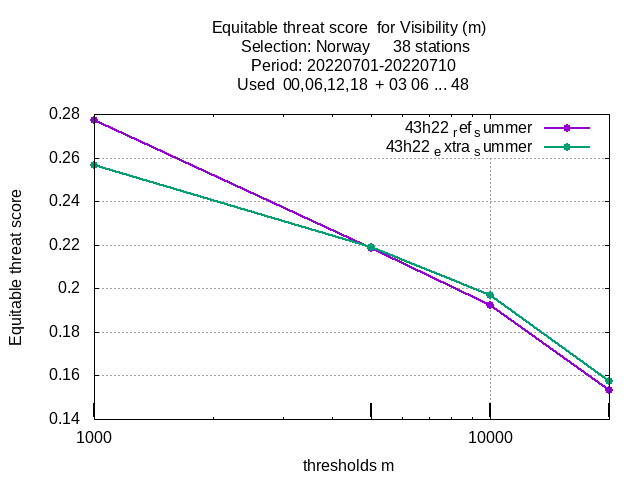 Equitable threat score  for Visibility (m)
Selection: Norway     38 stations
Period: 20220701-20220710
Used  00,06,12,18  + 03 06 ... 48
43h22 ref summer
43h22 extra summer
0.28
0.26
0.24
0.22
0.2
0.18
0.16
0.14
Equitable threat score
1000
10000
thresholds m